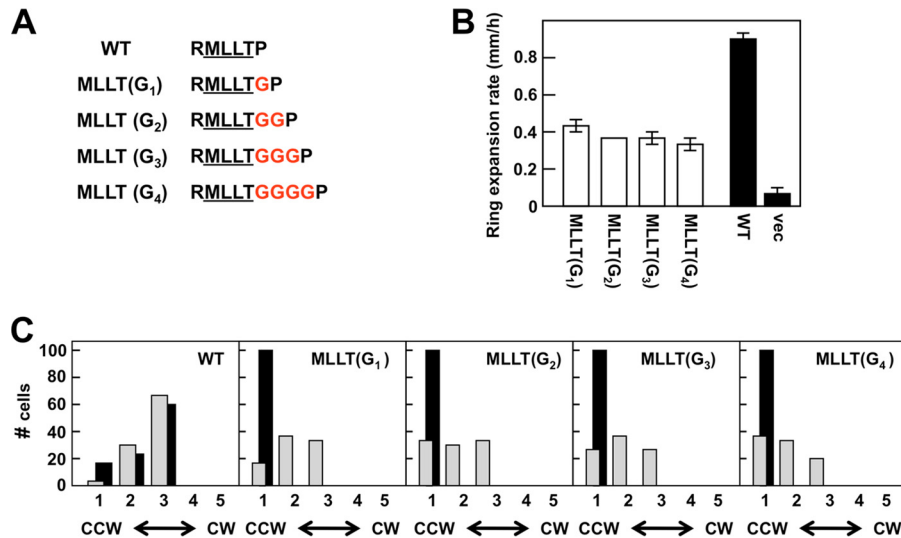 A
WT RMLLTP
MLLT(G₁) RMLLTGP
MLLT (G₂) RMLLTGGP
MLLT (G₃) RMLLTGGGP
MLLT (G₄) RMLLTGGGGP
B
Ring expansion rate (mm/h)
0.8
0.6
0.4
0.2
0
MLLT(G₁)
MLLT(G₂)
MLLT(G₃)
MLLT(G₄)
WT
vec
C
# cells
100
80
60
40
20
0
WT
MLLT(G₁)
MLLT(G₂)
MLLT(G₃)
MLLT(G₄)
1 2 3 4 5 1 2 3 4 5 1 2 3 4 5 1 2 3 4 5 1 2 3 4 5
CCW ↔ CW CCW ↔ CW CCW ↔ CW CCW ↔ CW CCW ↔ CW